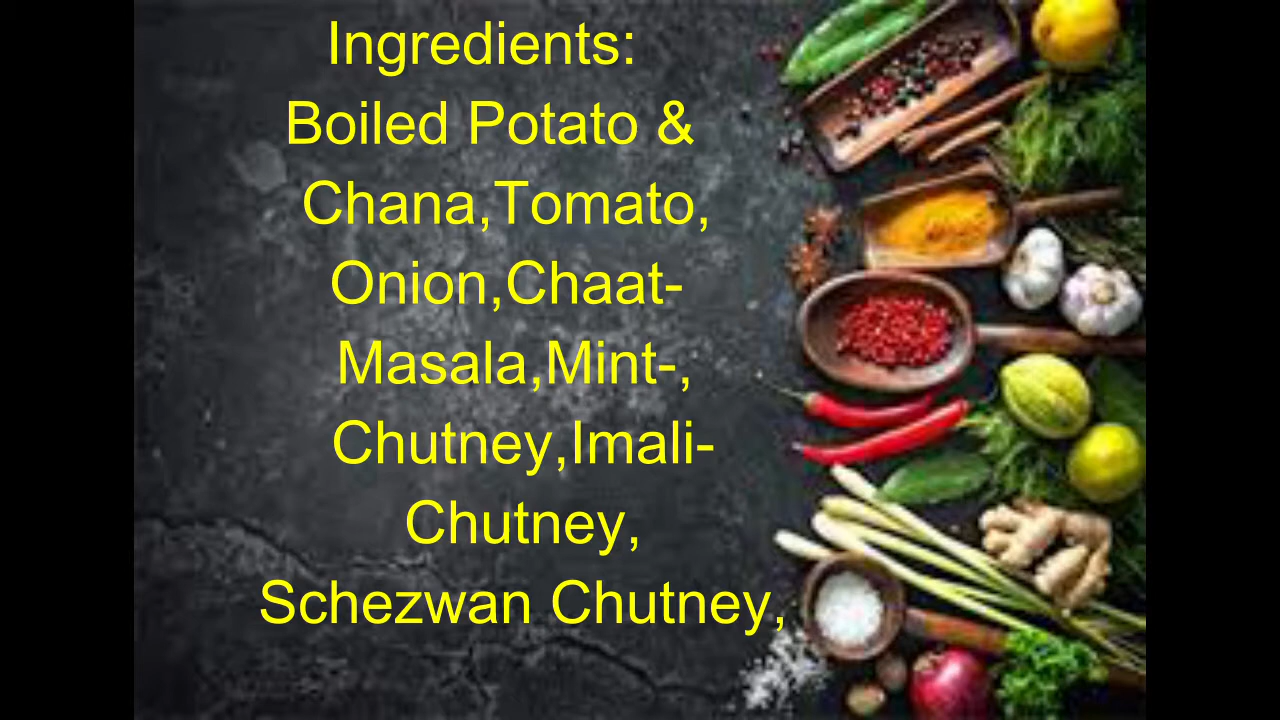 Ingredients:
Boiled Potato &
Chana,Tomato,
Onion,Chaat-
Masala,Mint-,
Chutney,Imali-
Chutney,
Schezwan Chutney,